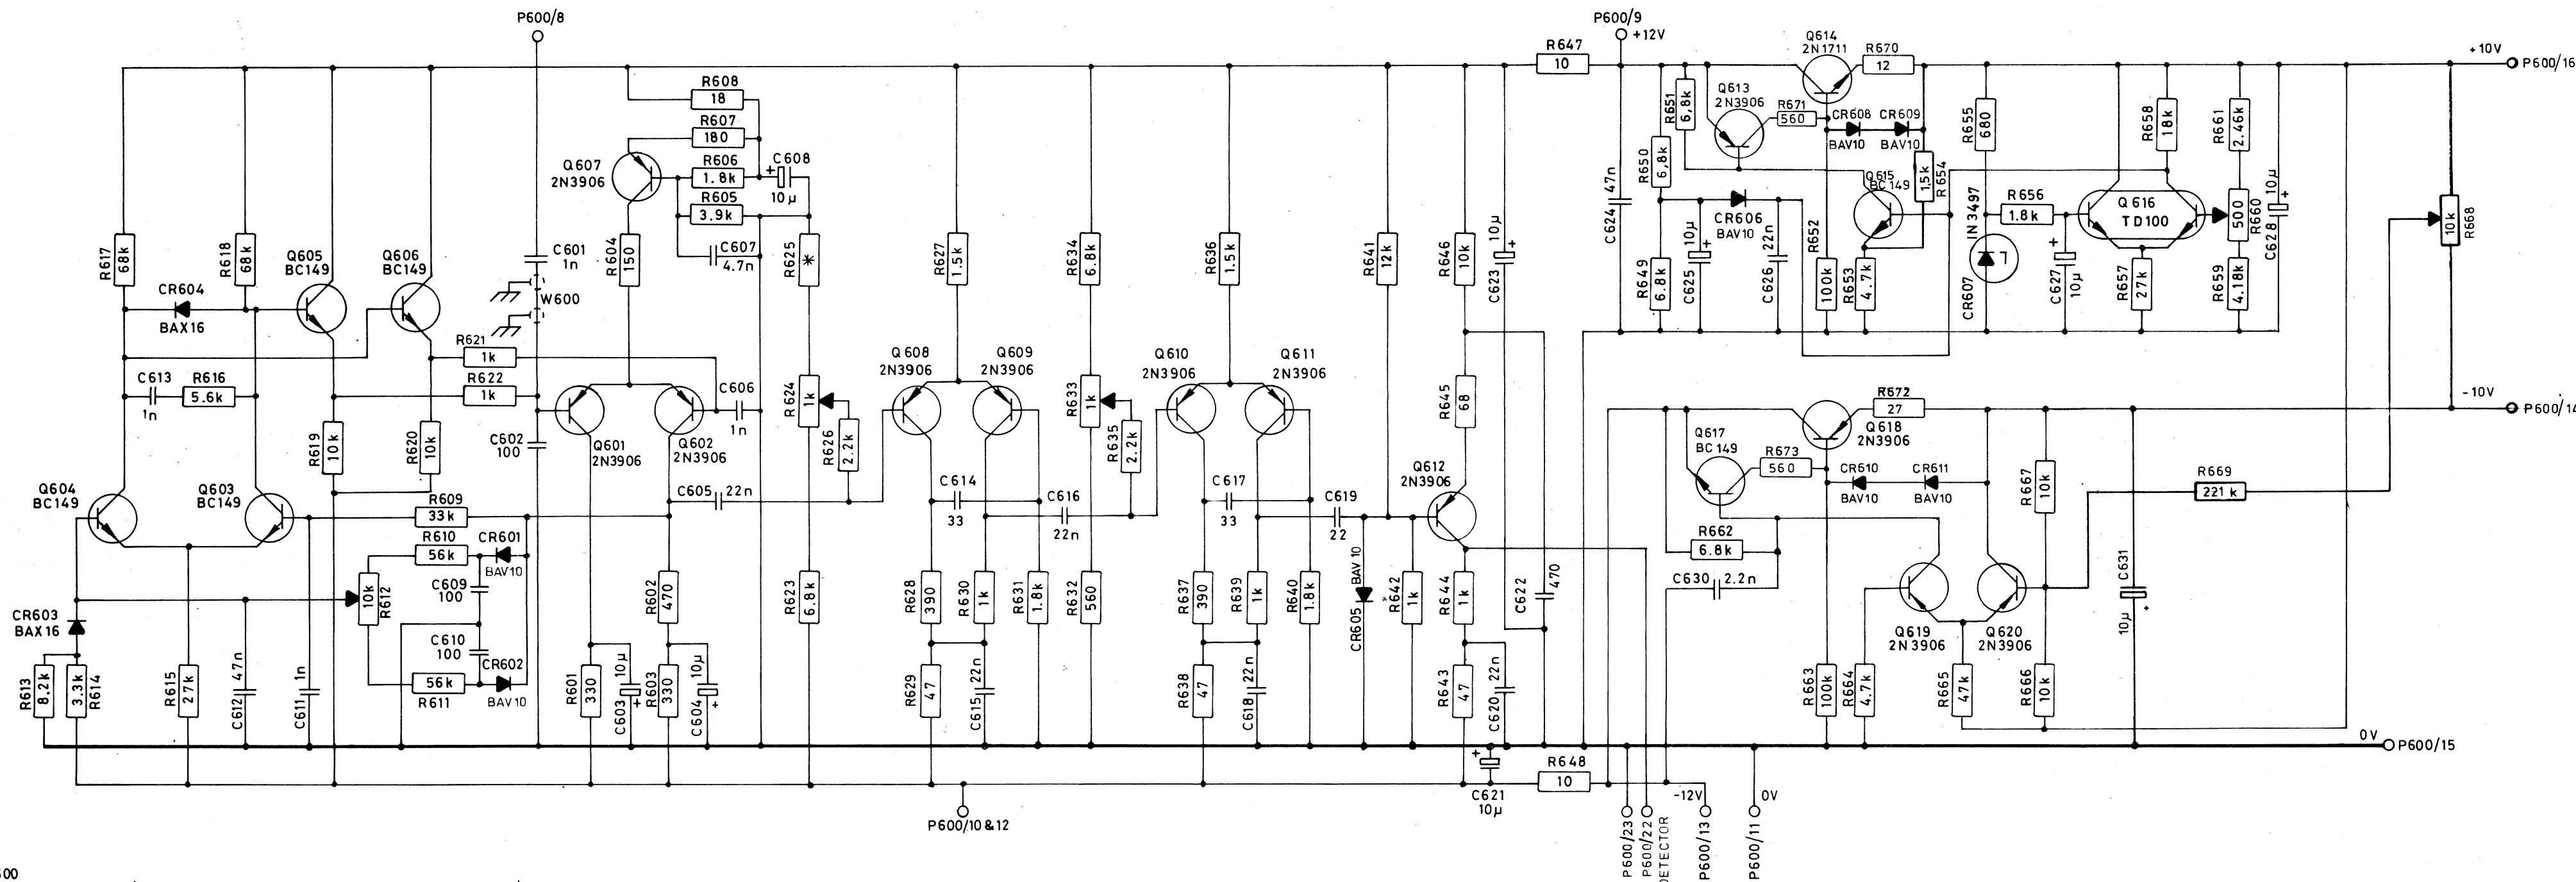 P600/8
P600/9
+12V
R647
10
Q614
2N1711
R670
12
+10V
P600/16
R608
18
R607
180
Q607
2N3906
R606
1.8k
C608
+
10µ
R605
3.9k
C607
4.7n
R604
150
R625
*
R617
68k
R618
68k
Q605
BC149
Q606
BC149
C601
1n
W600
CR604
BAX16
R621
1k
R622
1k
C613
1n
R616
5.6k
R619
10k
R620
10k
C602
100
Q601
2N3906
Q602
2N3906
C606
1n
R624
1k
R626
2.2k
C605
22n
Q604
BC149
Q603
BC149
R609
33k
R610
56k
CR601
BAV10
C609
100
10k
R612
C610
100
CR602
BAV10
56k
R611
CR603
BAX16
R613
8.2k
3.3k
R614
R615
27k
C612
47n
C611
1n
R601
330
C603
10µ
+
R602
470
R603
330
C604
10µ
+
R623
6.8k
R627
1.5k
Q608
2N3906
Q609
2N3906
C614
33
R628
390
R630
1k
R631
1.8k
R629
47
C615
22n
R634
6.8k
R633
1k
R635
2.2k
C616
22n
R632
560
R636
1.5k
Q610
2N3906
Q611
2N3906
C617
33
R637
390
R639
1k
R640
1.8k
R638
47
C618
22n
C619
22
R641
12k
BAV10
CR605
*
R642
1k
Q612
2N3906
R646
10k
R645
68
C623
10µ
+
R644
1k
R643
47
C620
22n
C622
470
+
C621
10µ
R648
10
P600/10 & 12
C624
47n
R651
6,8k
R650
6,8k
R649
6.8k
Q613
2N3906
R671
560
CR608
BAV10
CR609
BAV10
Q615
BC149
1,5k
R654
CR606
BAV10
C625
10µ
+
C626
22n
R652
100k
R653
4.7k
R655
680
IN3497
CR607
R656
1.8k
+
C627
10µ
Q616
TD100
R657
27k
R658
18k
R661
2.46k
500
R660
R659
4.18k
C628
10µ
+
10k
R668
-10V
P600/14
R672
27
Q618
2N3906
Q617
BC149
R673
560
CR610
BAV10
CR611
BAV10
R662
6.8k
C630
2.2n
Q619
2N3906
Q620
2N3906
R663
100k
R664
4.7k
R665
47k
R667
10k
R666
10k
R669
221k
C631
10µ
+
0V
P600/15
P600/23
P600/22
DETECTOR
-12V
P600/13
0V
P600/11